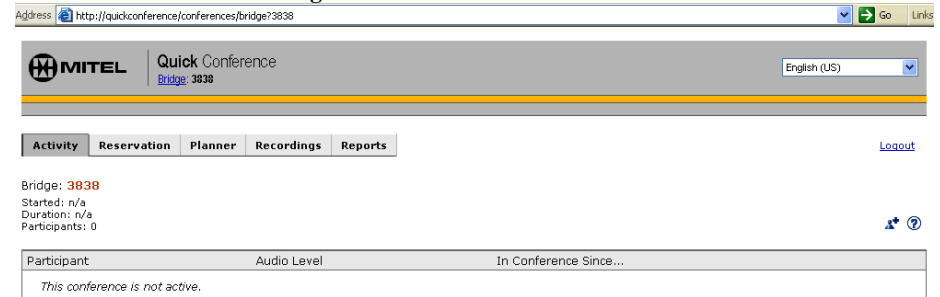 Address http://quickconference/conferences/bridge?3838 Go Links
MITEL Quick Conference English (US)
Bridge: 3838
Activity Reservation Planner Recordings Reports Logout
Bridge: 3838
Started: n/a
Duration: n/a
Participants: 0
Participant Audio Level In Conference Since...
This conference is not active.